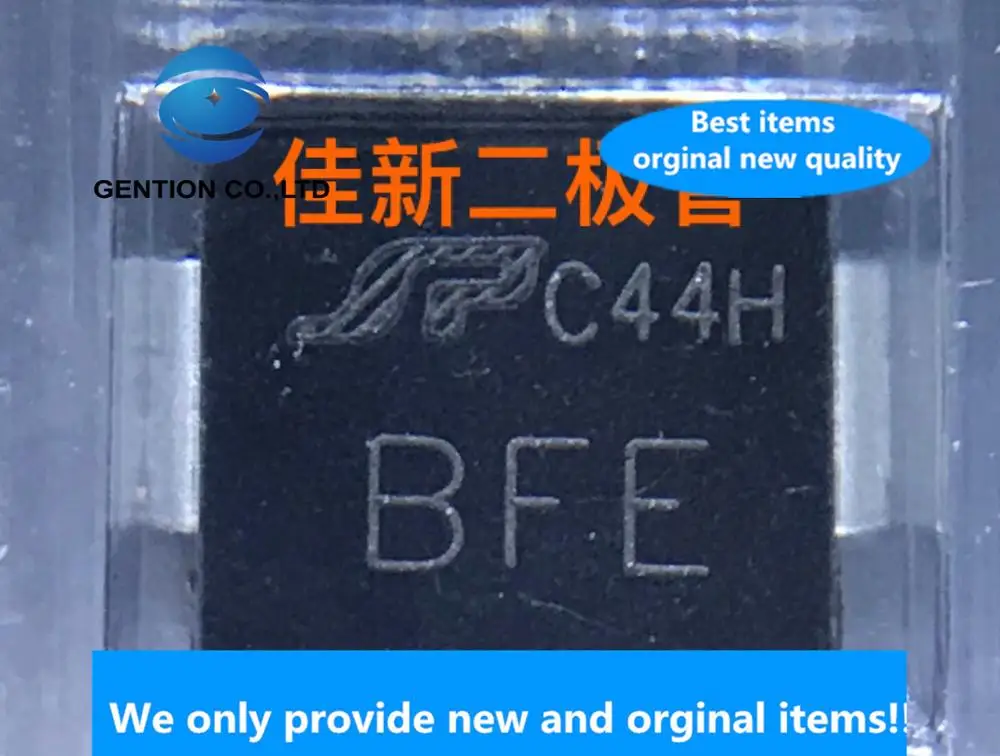 Best items
orginal new quality
GENTION CO.,LTD
佳新二极管
C44H
BFE
We only provide new and orginal items!!